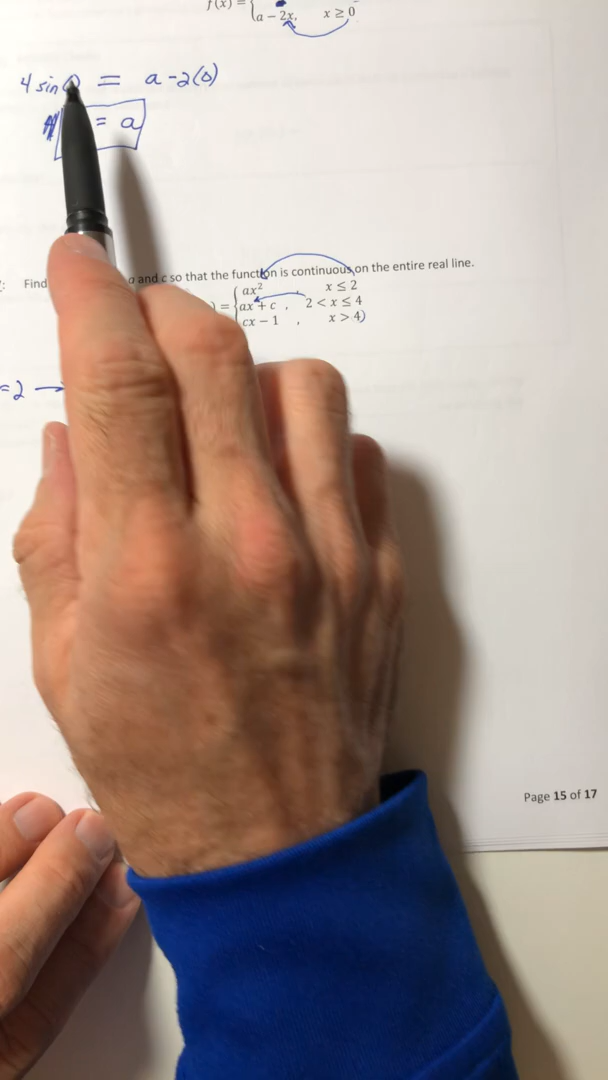 f(x) =
a − 2x, x ≥ 0
4 sin = a - 2(0)
= a
: Find a and c so that the function is continuous on the entire real line.
ax² , x ≤ 2
) = ax + c , 2 < x ≤ 4
cx − 1 , x > 4)
=2 →
Page 15 of 17